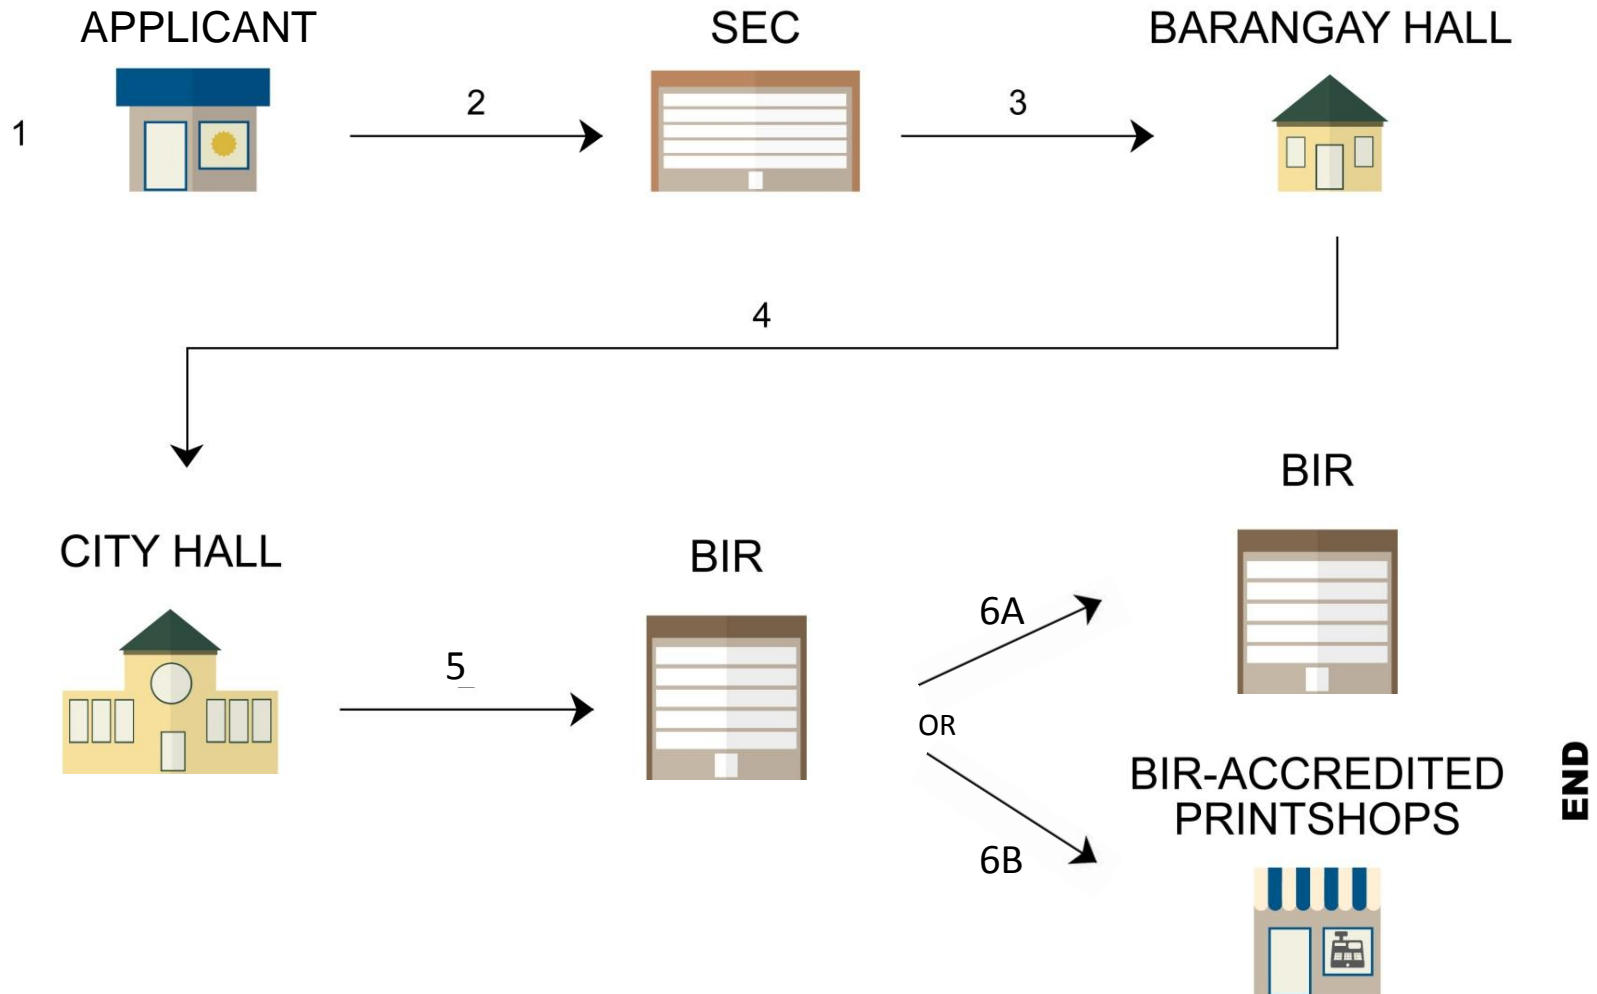 APPLICANT
SEC
BARANGAY HALL
1
2
3
4
CITY HALL
5
BIR
6A
OR
6B
BIR
BIR-ACCREDITED
PRINTSHOPS
END